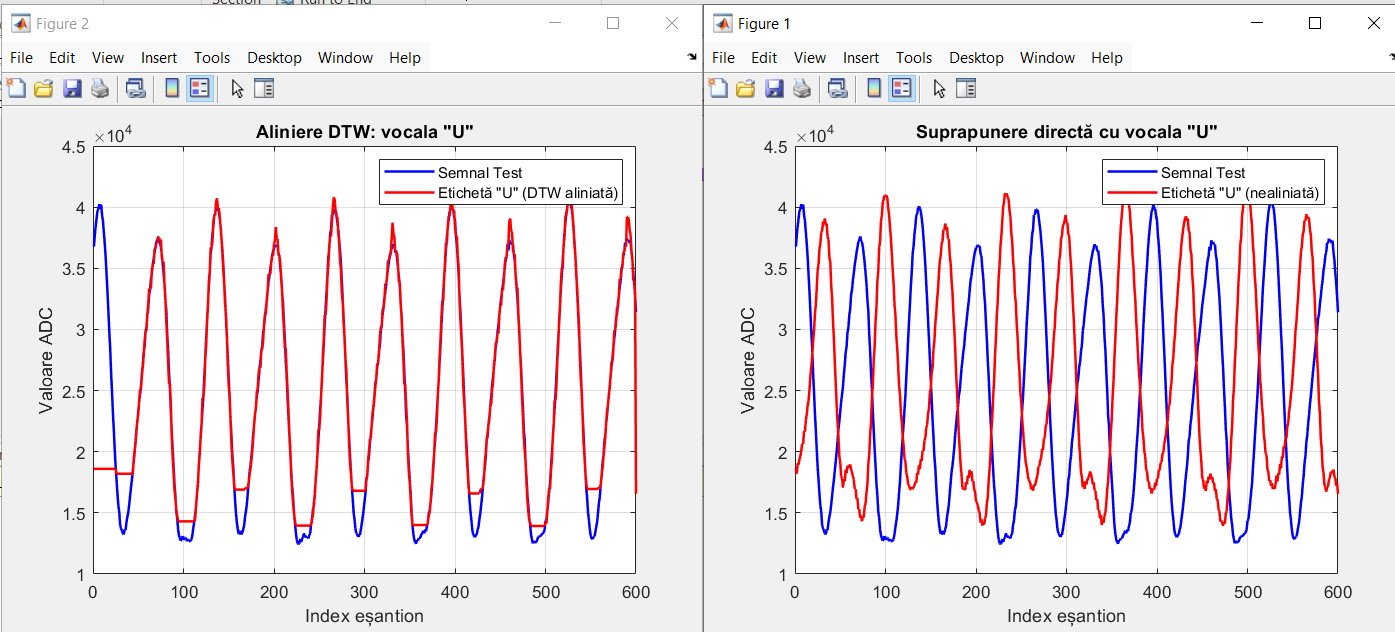 Section Run to End
Figure 2
File Edit View Insert Tools Desktop Window Help
Aliniere DTW: vocala "U"
×10^4
4.5
4
3.5
3
2.5
2
1.5
1
Valoare ADC
Semnal Test
Etichetă "U" (DTW aliniată)
0 100 200 300 400 500 600
Index eșantion
Figure 1
File Edit View Insert Tools Desktop Window Help
Suprapunere directă cu vocala "U"
×10^4
4.5
4
3.5
3
2.5
2
1.5
1
Valoare ADC
Semnal Test
Etichetă "U" (nealiniată)
0 100 200 300 400 500 600
Index eșantion